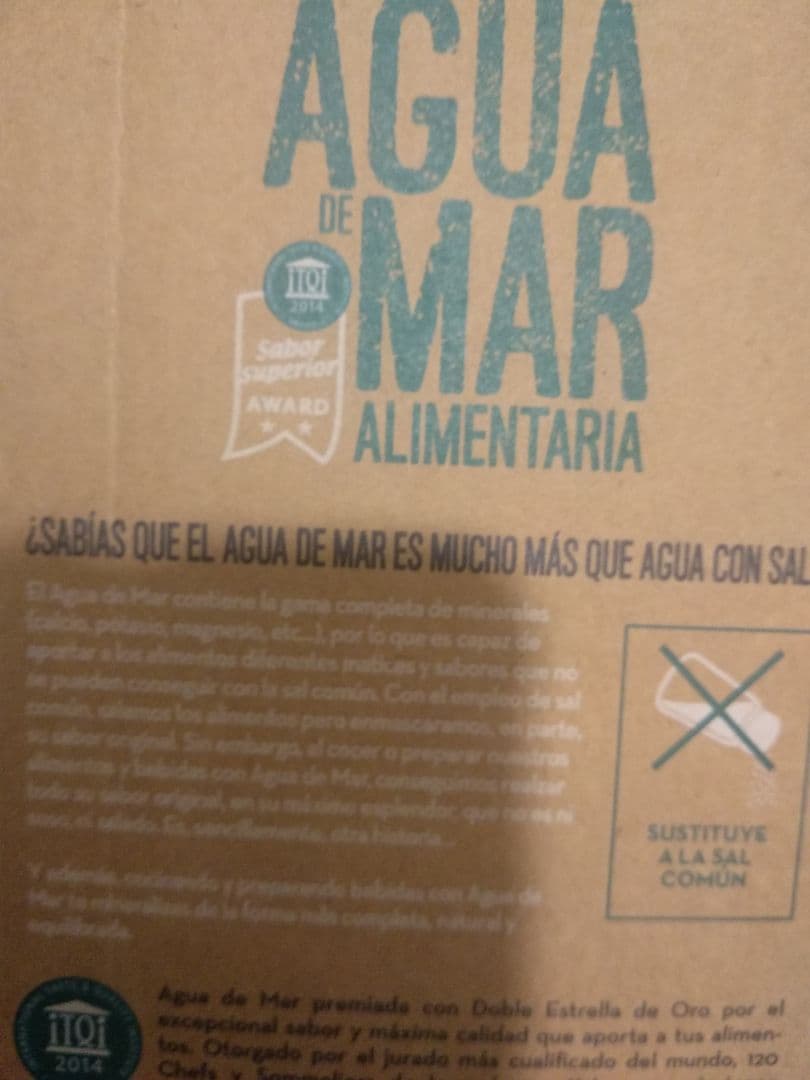 AGUA
DE
MAR
iTQi
2014
Sabor
superior
AWARD
ALIMENTARIA
¿SABÍAS QUE EL AGUA DE MAR ES MUCHO MÁS QUE AGUA CON SAL
El Agua de Mar contiene la gama completa de minerales
(calcio, potasio, magnesio, etc...), por lo que es capaz de
aportar a los alimentos diferentes matices y sabores que no
se pueden conseguir con la sal común. Con el empleo de sal
común, salamos los alimentos pero enmascaramos, en parte,
su sabor original. Sin embargo, al cocer o preparar nuestros
alimentos y bebidas con Agua de Mar, conseguimos realzar
todo su sabor original, en su máximo esplendor, que no es ni
soso, ni salado. Es, sencillamente, otra historia...
Y además, cocinando y preparando bebidas con Agua de
Mar te mineralizas de la forma más completa, natural y
equilibrada.
SUSTITUYE
A LA SAL
COMÚN
iTQi
2014
Agua de Mar premiada con Doble Estrella de Oro por el
excepcional sabor y máxima calidad que aporta a tus alimen-
tos. Otorgado por el jurado más cualificado del mundo, 120
Chefs y